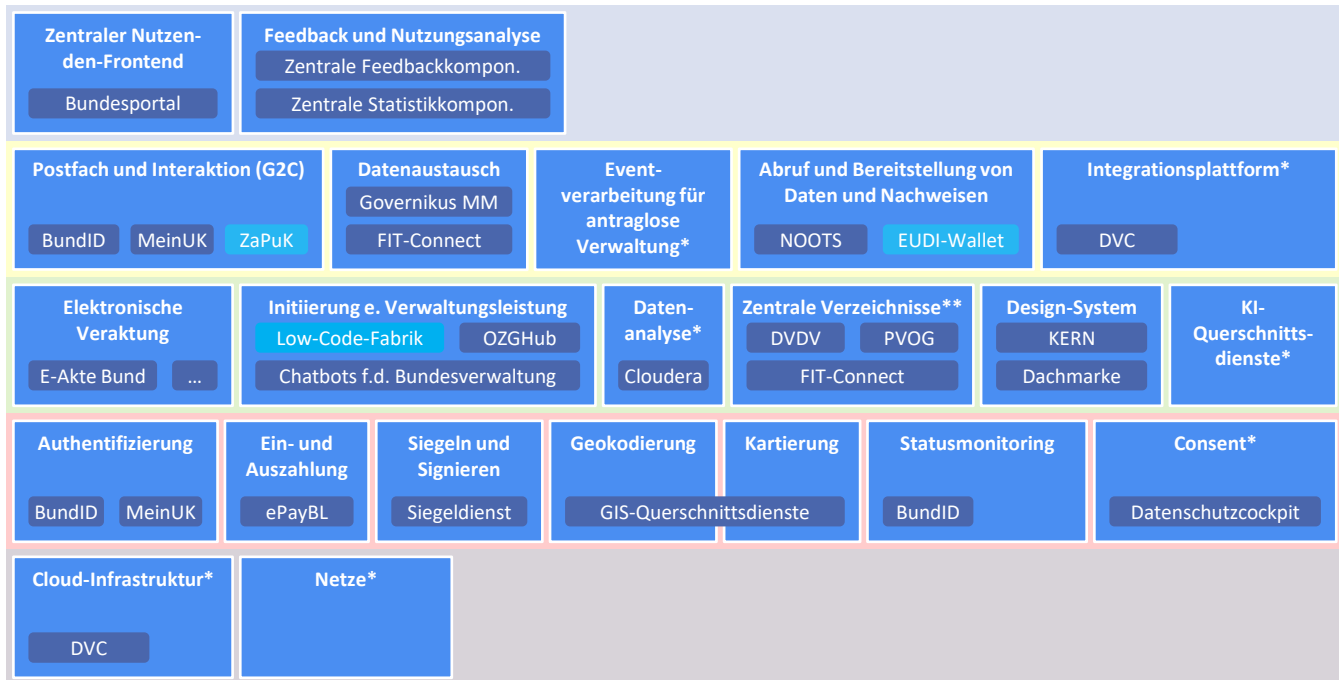 Zentraler Nutzen-
den-Frontend
Bundesportal
Feedback und Nutzungsanalyse
Zentrale Feedbackkompon.
Zentrale Statistikkompon.
Postfach und Interaktion (G2C)
BundID
MeinUK
ZaPuK
Datenaustausch
Governikus MM
FIT-Connect
Event-
verarbeitung für
antraglose
Verwaltung*
Abruf und Bereitstellung von
Daten und Nachweisen
NOOTS
EUDI-Wallet
Integrationsplattform*
DVC
Elektronische
Veraktung
E-Akte Bund
...
Initiierung e. Verwaltungsleistung
Low-Code-Fabrik
OZGHub
Chatbots f.d. Bundesverwaltung
Daten-
analyse*
Cloudera
Zentrale Verzeichnisse**
DVDV
PVOG
FIT-Connect
Design-System
KERN
Dachmarke
KI-
Querschnitts-
dienste*
Authentifizierung
BundID
MeinUK
Ein- und
Auszahlung
ePayBL
Siegeln und
Signieren
Siegeldienst
Geokodierung
Kartierung
GIS-Querschnittsdienste
Statusmonitoring
BundID
Consent*
Datenschutzcockpit
Cloud-Infrastruktur*
DVC
Netze*